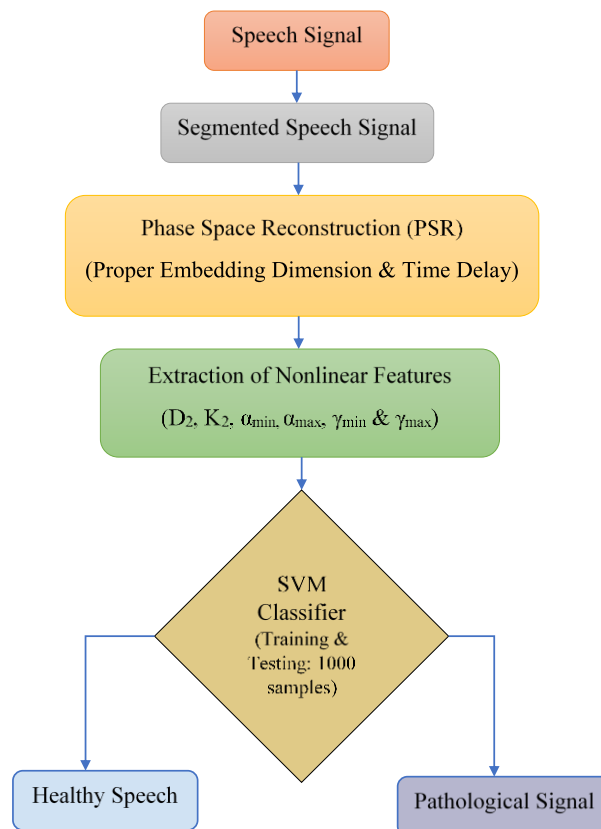 Speech Signal
Segmented Speech Signal
Phase Space Reconstruction (PSR)
(Proper Embedding Dimension & Time Delay)
Extraction of Nonlinear Features
(D₂, K₂, αmin, αmax, γmin & γmax)
SVM
Classifier
(Training &
Testing: 1000
samples)
Healthy Speech
Pathological Signal